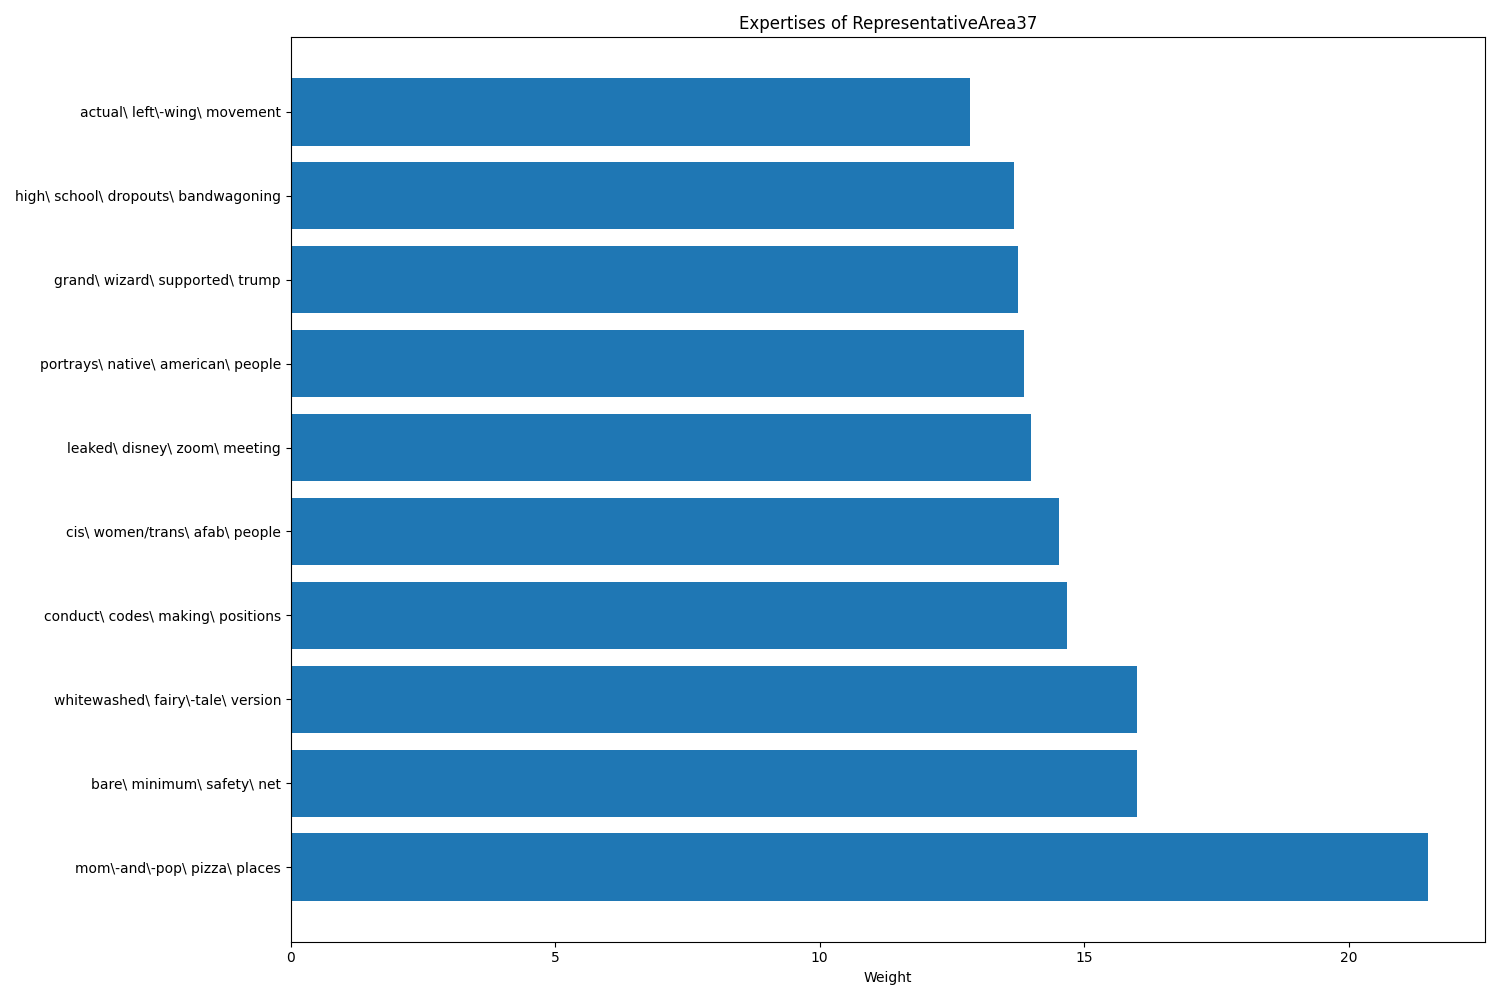 Expertises of RepresentativeArea37
actual\ left\-wing\ movement
high\ school\ dropouts\ bandwagoning
grand\ wizard\ supported\ trump
portrays\ native\ american\ people
leaked\ disney\ zoom\ meeting
cis\ women/trans\ afab\ people
conduct\ codes\ making\ positions
whitewashed\ fairy\-tale\ version
bare\ minimum\ safety\ net
mom\-and\-pop\ pizza\ places
0 5 10 15 20
Weight